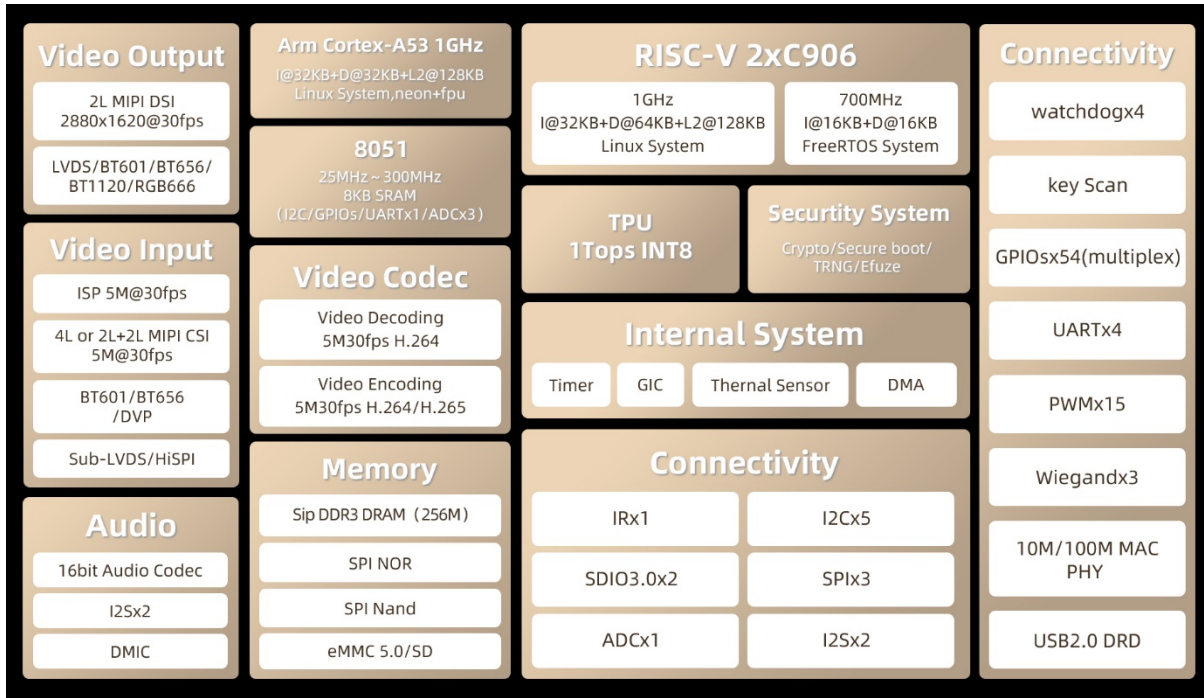 Video Output
2L MIPI DSI
2880x1620@30fps
LVDS/BT601/BT656/
BT1120/RGB666
Video Input
ISP 5M@30fps
4L or 2L+2L MIPI CSI
5M@30fps
BT601/BT656
/DVP
Sub-LVDS/HiSPI
Audio
16bit Audio Codec
I2Sx2
DMIC
Arm Cortex-A53 1GHz
I@32KB+D@32KB+L2@128KB
Linux System,neon+fpu
8051
25MHz ~ 300MHz
8KB SRAM
(I2C/GPIOs/UARTx1/ADCx3)
Video Codec
Video Decoding
5M30fps H.264
Video Encoding
5M30fps H.264/H.265
Memory
Sip DDR3 DRAM (256M)
SPI NOR
SPI Nand
eMMC 5.0/SD
RISC-V 2xC906
1GHz
I@32KB+D@64KB+L2@128KB
Linux System
700MHz
I@16KB+D@16KB
FreeRTOS System
TPU
1Tops INT8
Securtity System
Crypto/Secure boot/
TRNG/Efuze
Internal System
Timer
GIC
Thernal Sensor
DMA
Connectivity
IRx1
I2Cx5
SDIO3.0x2
SPIx3
ADCx1
I2Sx2
Connectivity
watchdogx4
key Scan
GPIOsx54(multiplex)
UARTx4
PWMx15
Wiegandx3
10M/100M MAC
PHY
USB2.0 DRD